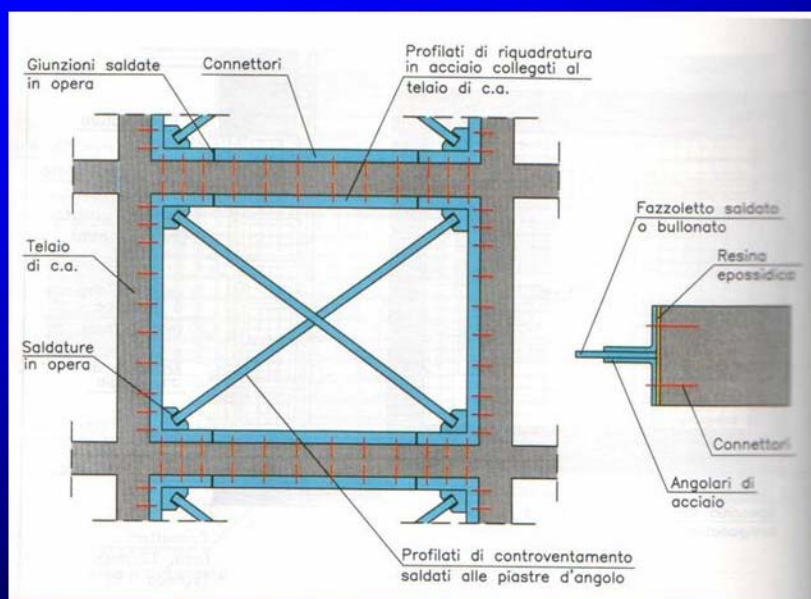 Giunzioni saldate
in opera
Connettori
Profilati di riquadratura
in acciaio collegati al
telaio di c.a.
Telaio
di c.a.
Saldature
in opera
Profilati di controventamento
saldati alle piastre d'angolo
Fazzoletto saldato
o bullonato
Resina
epossidica
Connettori
Angolari di
acciaio